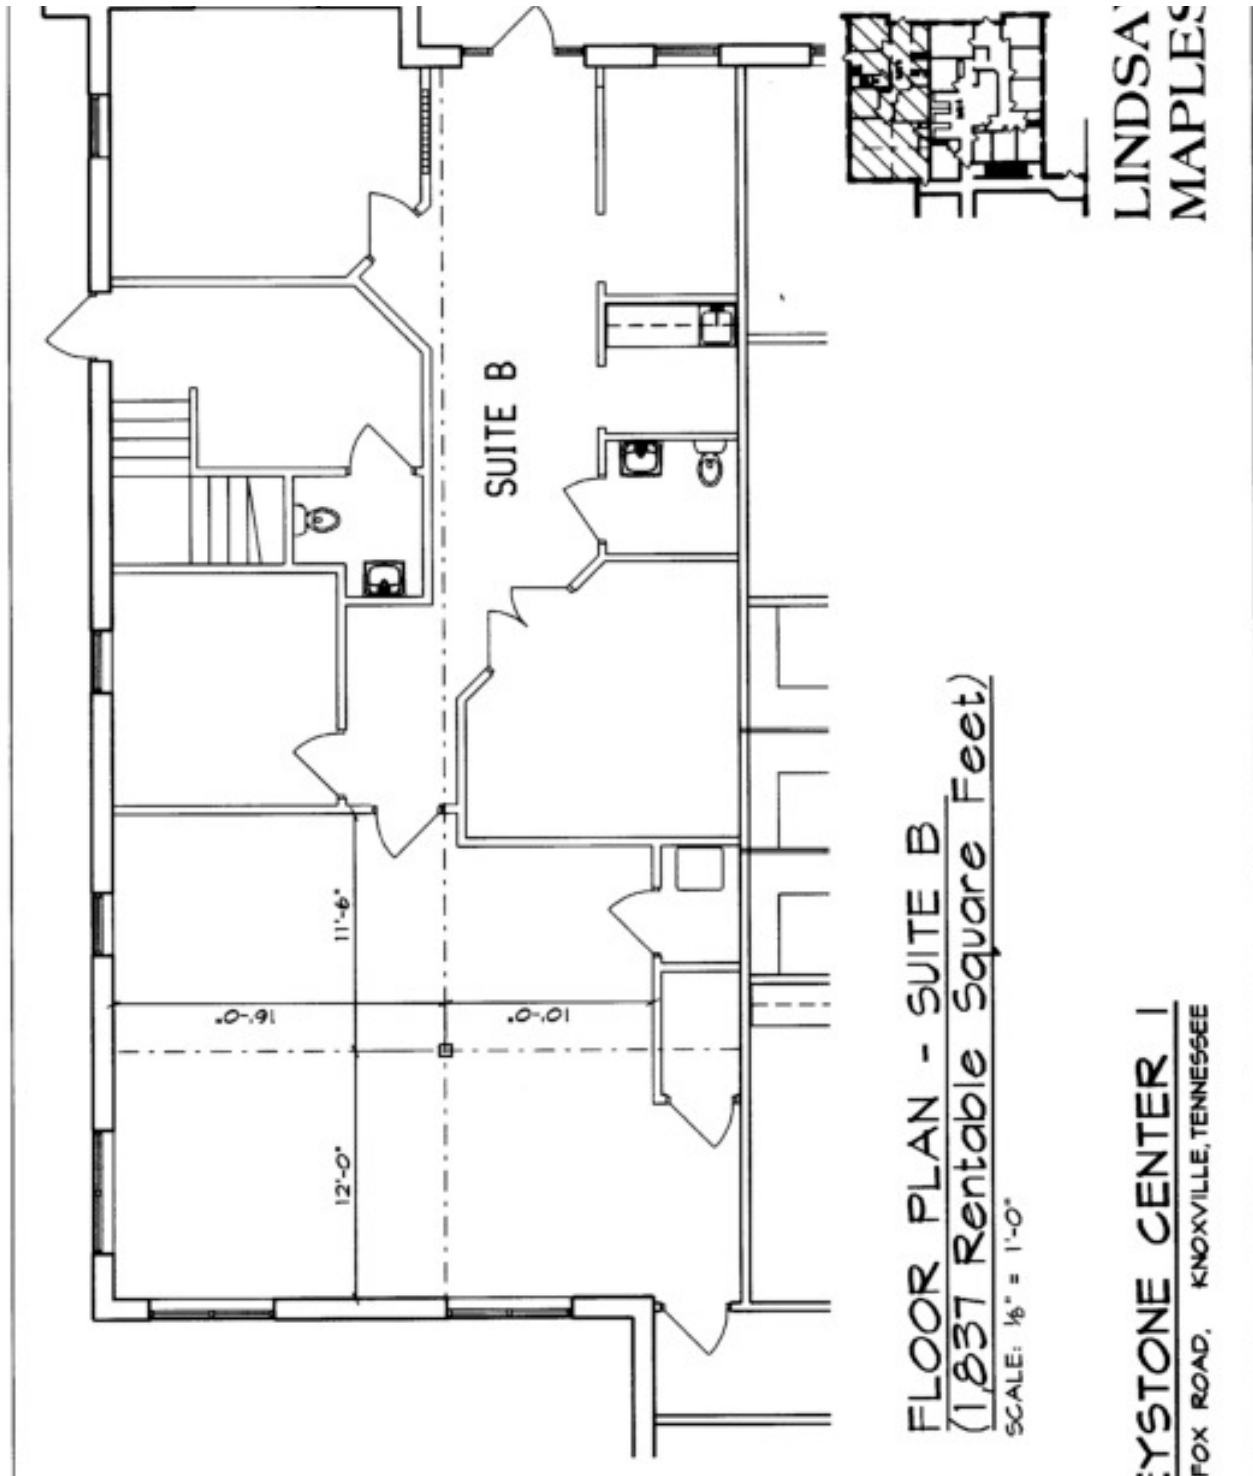 LINDSA
MAPLES
SUITE B
11'-6"
16'-0"
10'-0"
12'-0"
FLOOR PLAN - SUITE B
(1,837 Rentable Square Feet)
SCALE: 1/8" = 1'-0"
EYSTONE CENTER I
FOX ROAD, KNOXVILLE, TENNESSEE